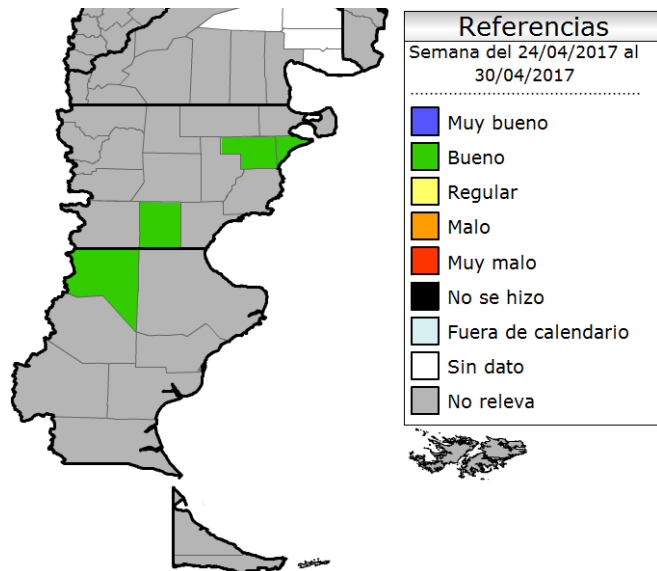 Referencias
Semana del 24/04/2017 al
30/04/2017
Muy bueno
Bueno
Regular
Malo
Muy malo
No se hizo
Fuera de calendario
Sin dato
No releva